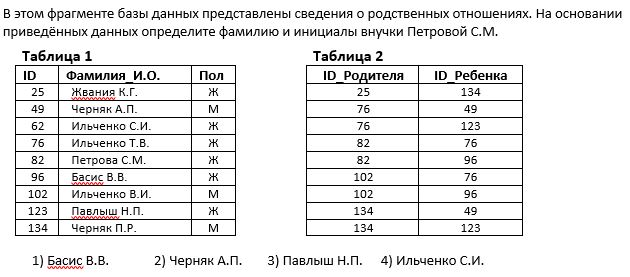 В этом фрагменте базы данных представлены сведения о родственных отношениях. На основании
приведённых данных определите фамилию и инициалы внучки Петровой С.М.
Таблица 1
ID Фамилия_И.О. Пол
25 Жвания К.Г. Ж
49 Черняк А.П. М
62 Ильченко С.И. Ж
76 Ильченко Т.В. Ж
82 Петрова С.М. Ж
96 Басис В.В. Ж
102 Ильченко В.И. М
123 Павлыш Н.П. Ж
134 Черняк П.Р. М
Таблица 2
ID_Родителя ID_Ребенка
25 134
76 49
76 123
82 76
82 96
102 76
102 96
134 49
134 123
1) Басис В.В. 2) Черняк А.П. 3) Павлыш Н.П. 4) Ильченко С.И.